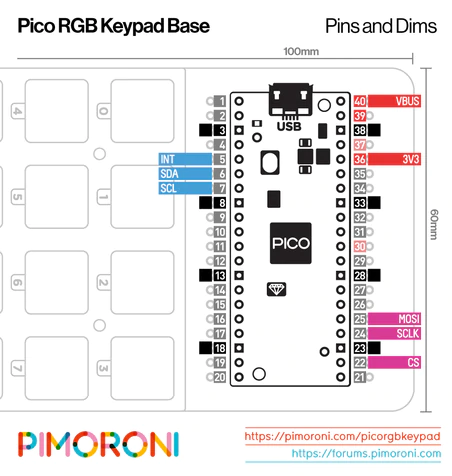 Pico RGB Keypad Base
Pins and Dims
100mm
60mm
USB
PICO
INT
SDA
SCL
VBUS
3V3
MOSI
SCLK
CS
1 40
2 39
3 38
4 37
5 36
6 35
7 34
8 33
9 32
10 31
11 30
12 29
13 28
14 27
15 26
16 25
17 24
18 23
19 22
20 21
4 0
5 1
6 2
7 3
PIMORONI
https://pimoroni.com/picorgbkeypad
https://forums.pimoroni.com